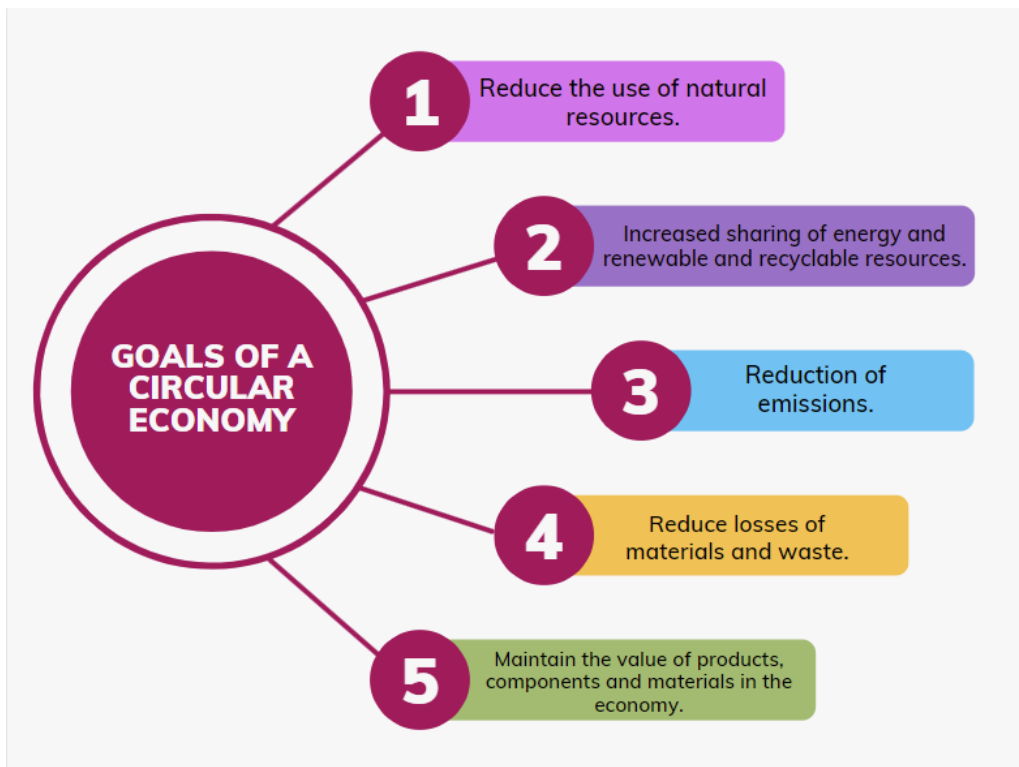 GOALS OF A
CIRCULAR
ECONOMY
1
Reduce the use of natural
resources.
2
Increased sharing of energy and
renewable and recyclable resources.
3
Reduction of
emissions.
4
Reduce losses of
materials and waste.
5
Maintain the value of products,
components and materials in the
economy.